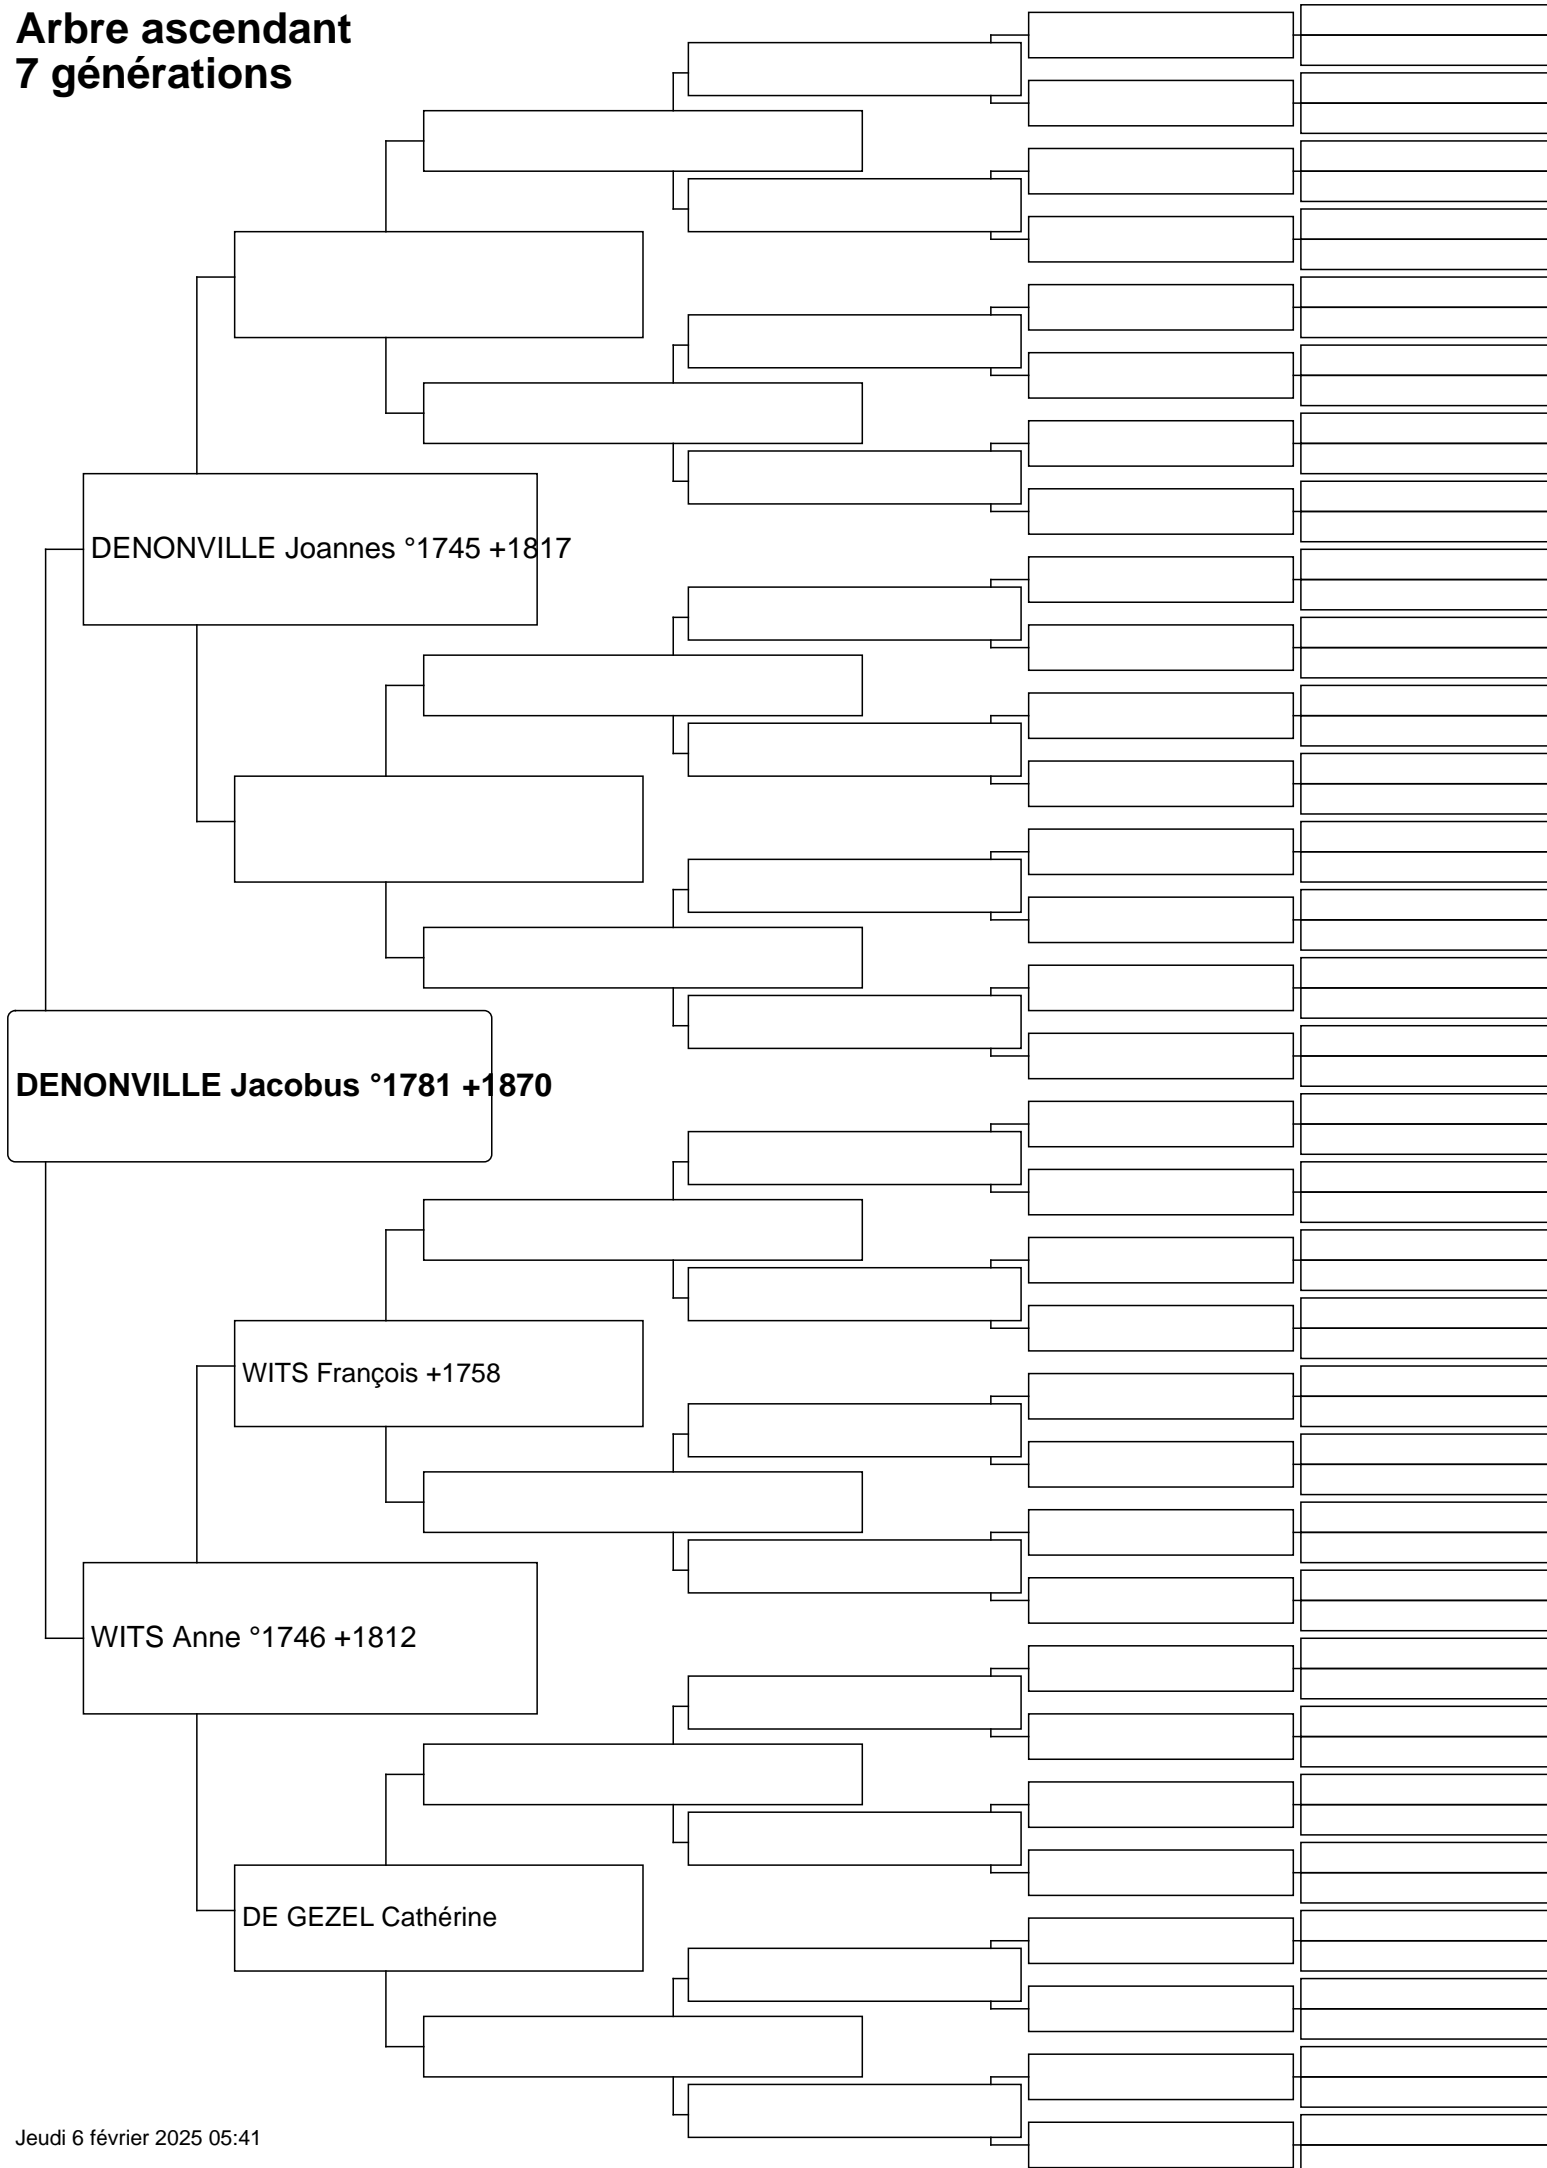 Arbre ascendant
7 générations
DENONVILLE Joannes °1745 +1817
DENONVILLE Jacobus °1781 +1870
WITS François +1758
WITS Anne °1746 +1812
DE GEZEL Cathérine
Jeudi 6 février 2025 05:41